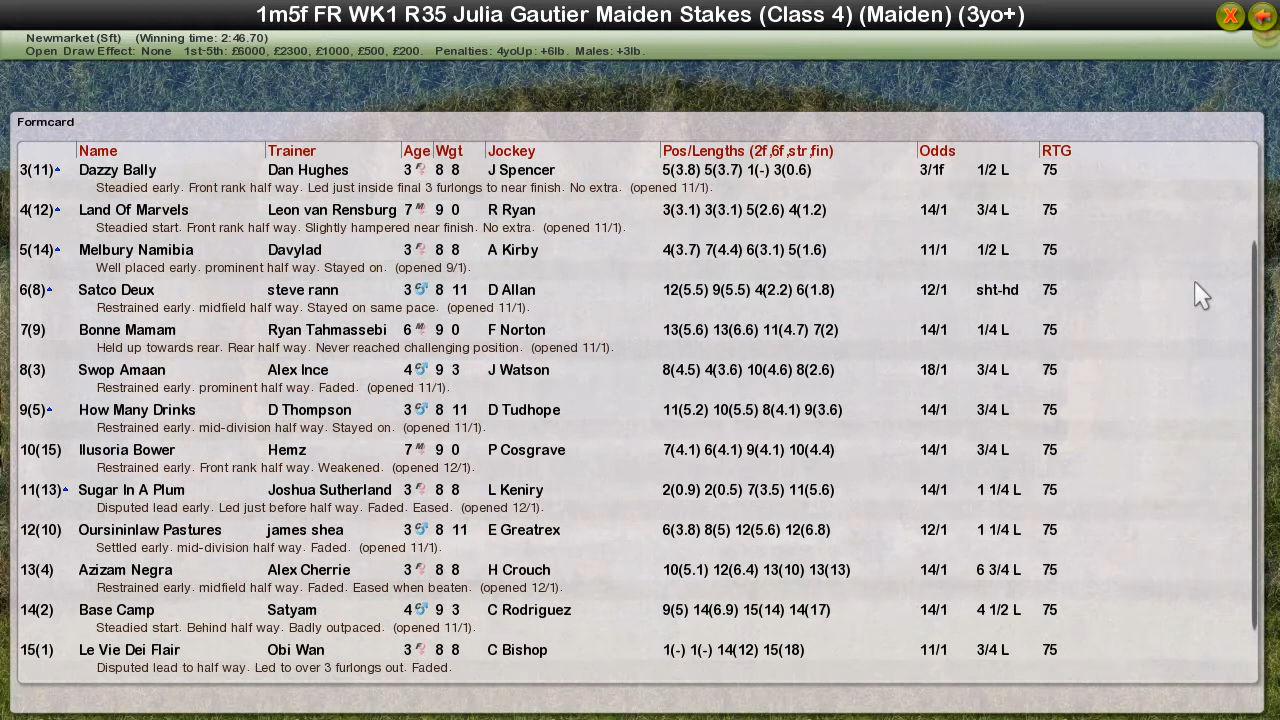 1m5f FR WK1 R35 Julia Gautier Maiden Stakes (Class 4) (Maiden) (3yo+)
Newmarket (Sft) (Winning time: 2:46.70)
Open Draw Effect: None 1st-5th: £6000, £2300, £1000, £500, £200. Penalties: 4yoUp: +6lb. Males: +3lb.
Formcard
Name Trainer Age Wgt Jockey Pos/Lengths (2f,6f,str,fin) Odds RTG
3(11) Dazzy Bally Dan Hughes 3 8 8 J Spencer 5(3.8) 5(3.7) 1(-) 3(0.6) 3/1f 1/2 L 75
Steadied early. Front rank half way. Led just inside final 3 furlongs to near finish. No extra. (opened 11/1).
4(12) Land Of Marvels Leon van Rensburg 7 9 0 R Ryan 3(3.1) 3(3.1) 5(2.6) 4(1.2) 14/1 3/4 L 75
Steadied start. Front rank half way. Slightly hampered near finish. No extra. (opened 11/1).
5(14) Melbury Namibia Davylad 3 8 8 A Kirby 4(3.7) 7(4.4) 6(3.1) 5(1.6) 11/1 1/2 L 75
Well placed early. prominent half way. Stayed on. (opened 9/1).
6(8) Satco Deux steve rann 3 8 11 D Allan 12(5.5) 9(5.5) 4(2.2) 6(1.8) 12/1 sht-hd 75
Restrained early. midfield half way. Stayed on same pace. (opened 11/1).
7(9) Bonne Mamam Ryan Tahmassebi 6 9 0 F Norton 13(5.6) 13(6.6) 11(4.7) 7(2) 14/1 1/4 L 75
Held up towards rear. Rear half way. Never reached challenging position. (opened 11/1).
8(3) Swop Amaan Alex Ince 4 9 3 J Watson 8(4.5) 4(3.6) 10(4.6) 8(2.6) 18/1 3/4 L 75
Restrained early. prominent half way. Faded. (opened 11/1).
9(5) How Many Drinks D Thompson 3 8 11 D Tudhope 11(5.2) 10(5.5) 8(4.1) 9(3.6) 14/1 3/4 L 75
Restrained early. mid-division half way. Stayed on. (opened 11/1).
10(15) Ilusoria Bower Hemz 7 9 0 P Cosgrave 7(4.1) 6(4.1) 9(4.1) 10(4.4) 14/1 3/4 L 75
Restrained early. Front rank half way. Weakened. (opened 12/1).
11(13) Sugar In A Plum Joshua Sutherland 3 8 8 L Keniry 2(0.9) 2(0.5) 7(3.5) 11(5.6) 14/1 1 1/4 L 75
Disputed lead early. Led just before half way. Faded. Eased. (opened 12/1).
12(10) Oursininlaw Pastures james shea 3 8 11 E Greatrex 6(3.8) 8(5) 12(5.6) 12(6.8) 12/1 1 1/4 L 75
Settled early. mid-division half way. Faded. (opened 11/1).
13(4) Azizam Negra Alex Cherrie 3 8 8 H Crouch 10(5.1) 12(6.4) 13(10) 13(13) 14/1 6 3/4 L 75
Restrained early. midfield half way. Faded. Eased when beaten. (opened 12/1).
14(2) Base Camp Satyam 4 9 3 C Rodriguez 9(5) 14(6.9) 15(14) 14(17) 14/1 4 1/2 L 75
Steadied start. Behind half way. Badly outpaced. (opened 11/1).
15(1) Le Vie Dei Flair Obi Wan 3 8 8 C Bishop 1(-) 1(-) 14(12) 15(18) 11/1 3/4 L 75
Disputed lead to half way. Led to over 3 furlongs out. Faded.